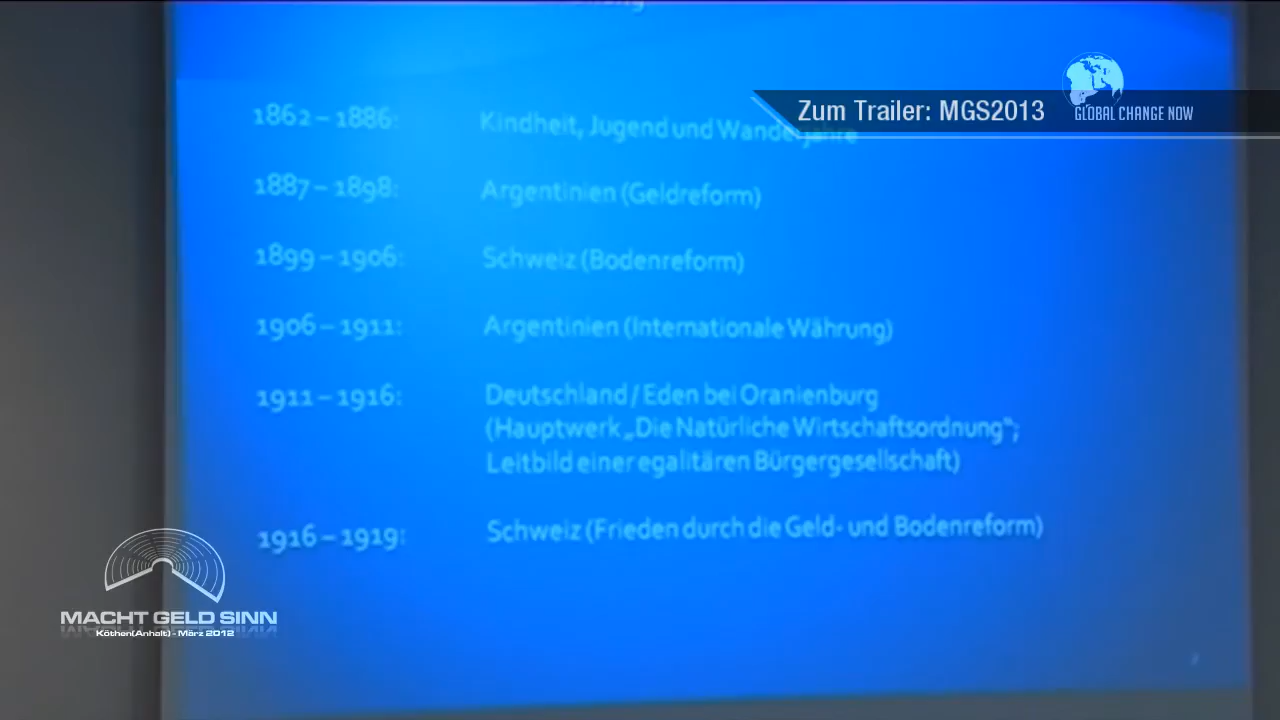 Zum Trailer: MGS2013
GLOBAL CHANGE NOW
1862 – 1886: Kindheit, Jugend und Wanderjahre
1887 – 1898: Argentinien (Geldreform)
1899 – 1906: Schweiz (Bodenreform)
1906 – 1911: Argentinien (Internationale Währung)
1911 – 1916: Deutschland / Eden bei Oranienburg
(Hauptwerk „Die Natürliche Wirtschaftsordnung“;
Leitbild einer egalitären Bürgergesellschaft)
1916 – 1919: Schweiz (Frieden durch die Geld- und Bodenreform)
MACHT GELD SINN
Köthen(Anhalt) - März 2012